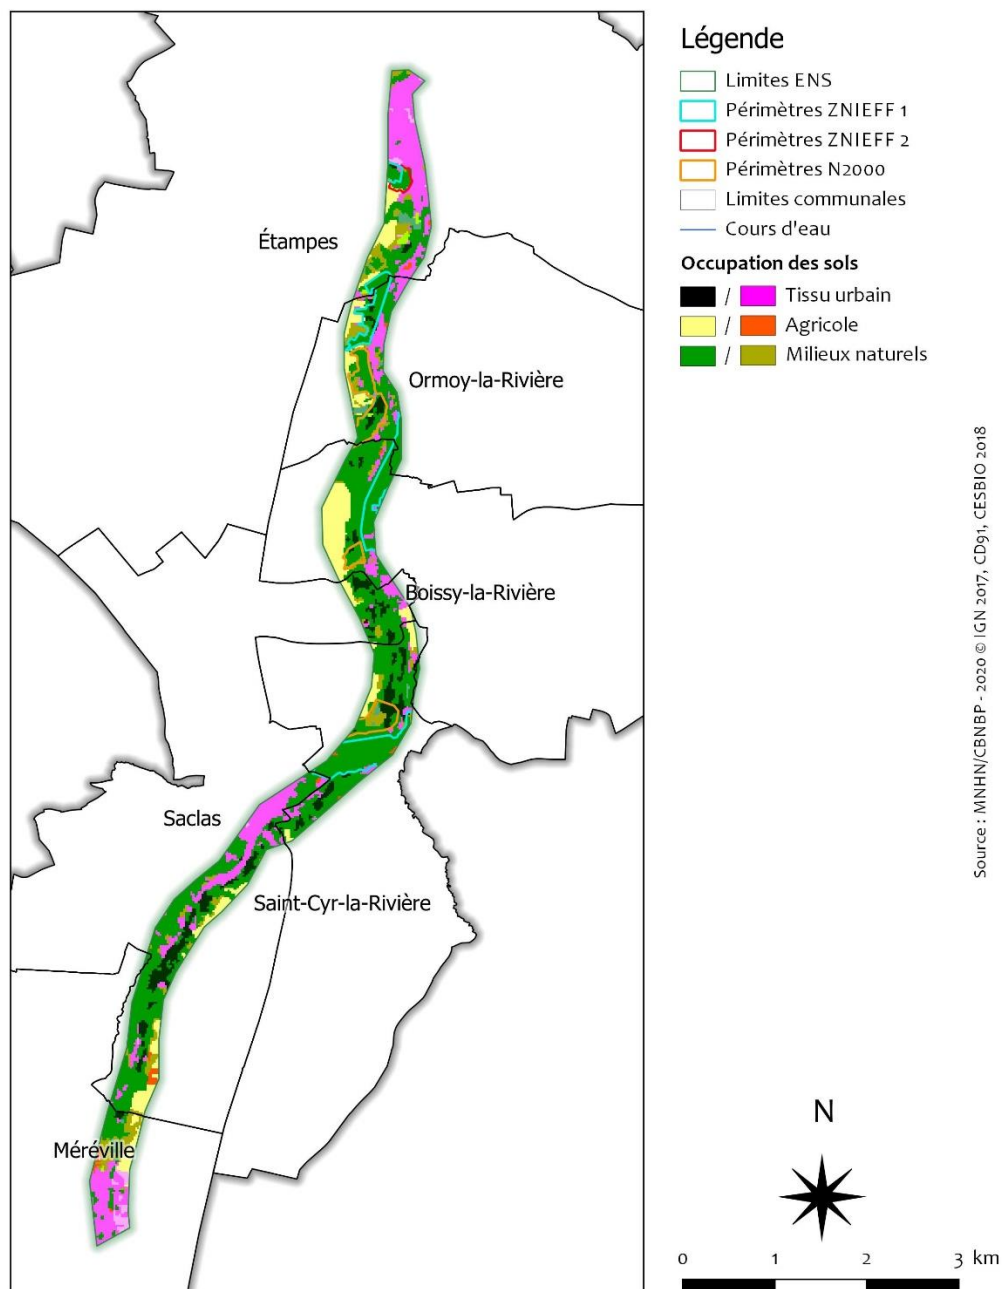 Légende
Limites ENS
Périmètres ZNIEFF 1
Périmètres ZNIEFF 2
Périmètres N2000
Limites communales
Cours d'eau
Occupation des sols
/ Tissu urbain
/ Agricole
/ Milieux naturels
Étampes
Ormoy-la-Rivière
Boissy-la-Rivière
Saclas
Saint-Cyr-la-Rivière
Méréville
Source : MNHN/CBNBP - 2020 © IGN 2017, CD91, CESBIO 2018
N
0 1 2 3 km